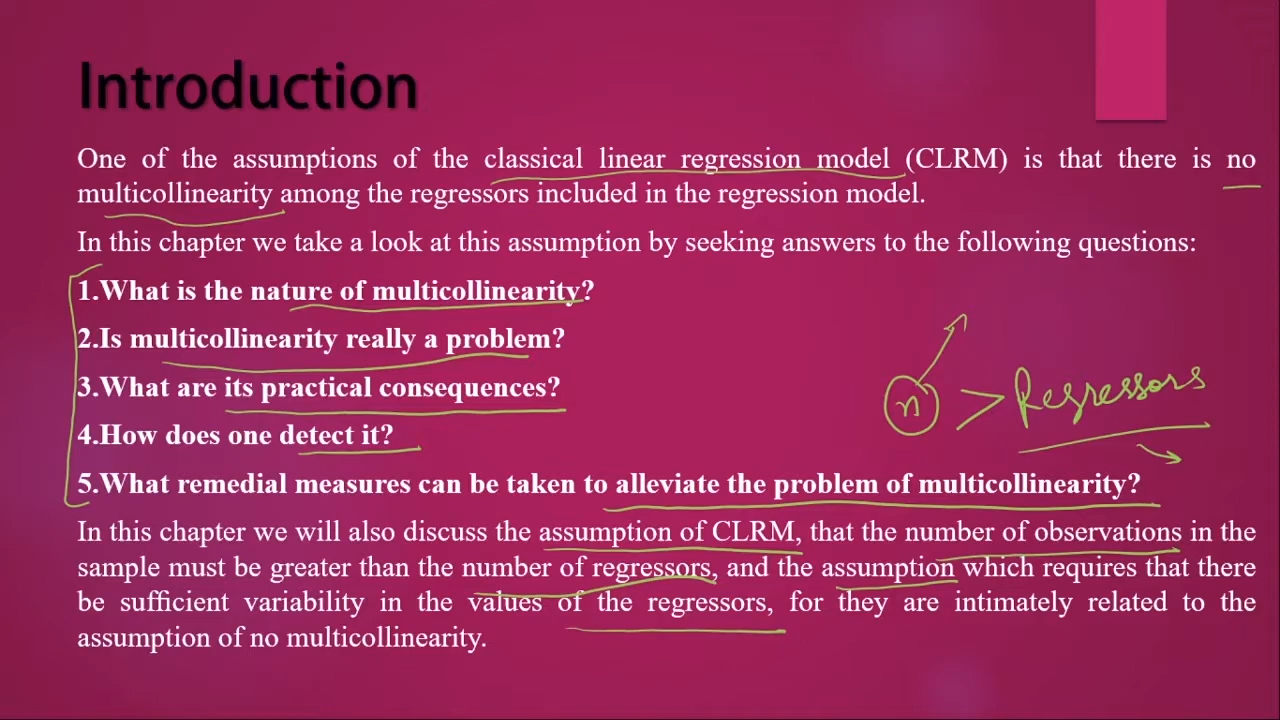 Introduction
One of the assumptions of the classical linear regression model (CLRM) is that there is no
multicollinearity among the regressors included in the regression model.
In this chapter we take a look at this assumption by seeking answers to the following questions:
1.What is the nature of multicollinearity?
2.Is multicollinearity really a problem?
3.What are its practical consequences?
n > Regressors
4.How does one detect it?
5.What remedial measures can be taken to alleviate the problem of multicollinearity?
In this chapter we will also discuss the assumption of CLRM, that the number of observations in the
sample must be greater than the number of regressors, and the assumption which requires that there
be sufficient variability in the values of the regressors, for they are intimately related to the
assumption of no multicollinearity.